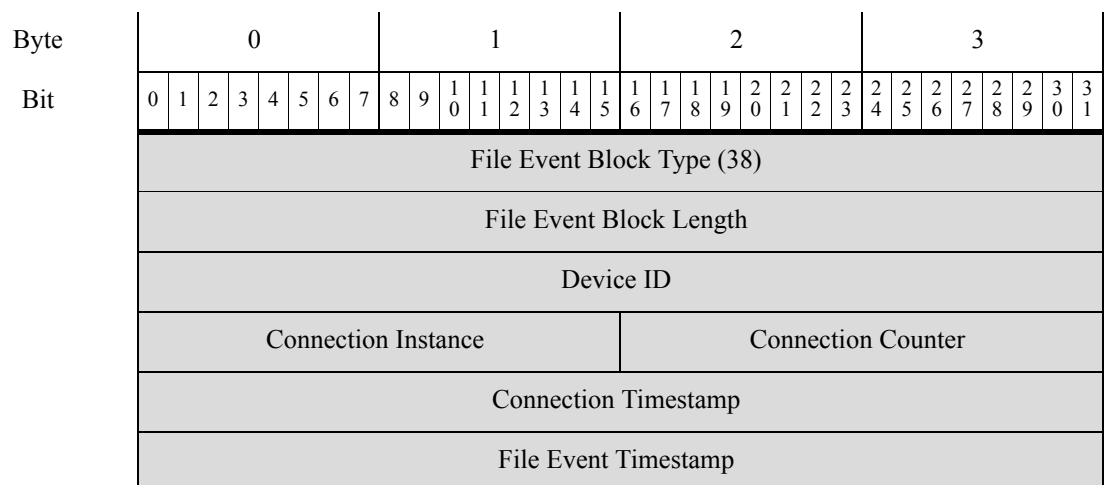 Byte 0 1 2 3
Bit 0 1 2 3 4 5 6 7 8 9 10 11 12 13 14 15 16 17 18 19 20 21 22 23 24 25 26 27 28 29 30 31
File Event Block Type (38)
File Event Block Length
Device ID
Connection Instance Connection Counter
Connection Timestamp
File Event Timestamp